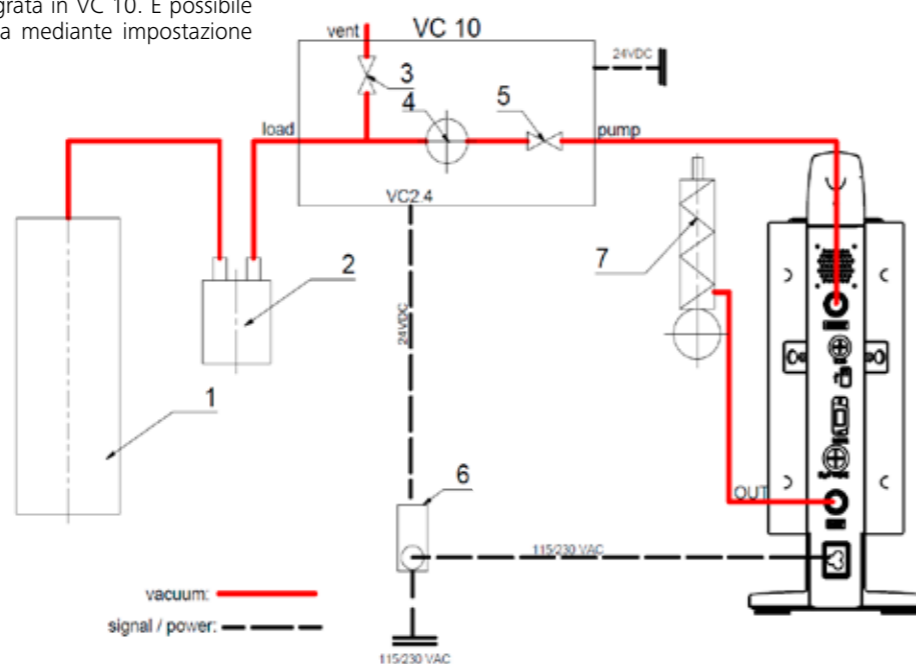 grata in VC 10. È possibile
a mediante impostazione
vent
VC 10
24VDC
3
4
5
load
pump
VC2.4
2
7
24VDC
1
6
OUT
115/230 VAC
vacuum:
signal / power:
115/230 VAC